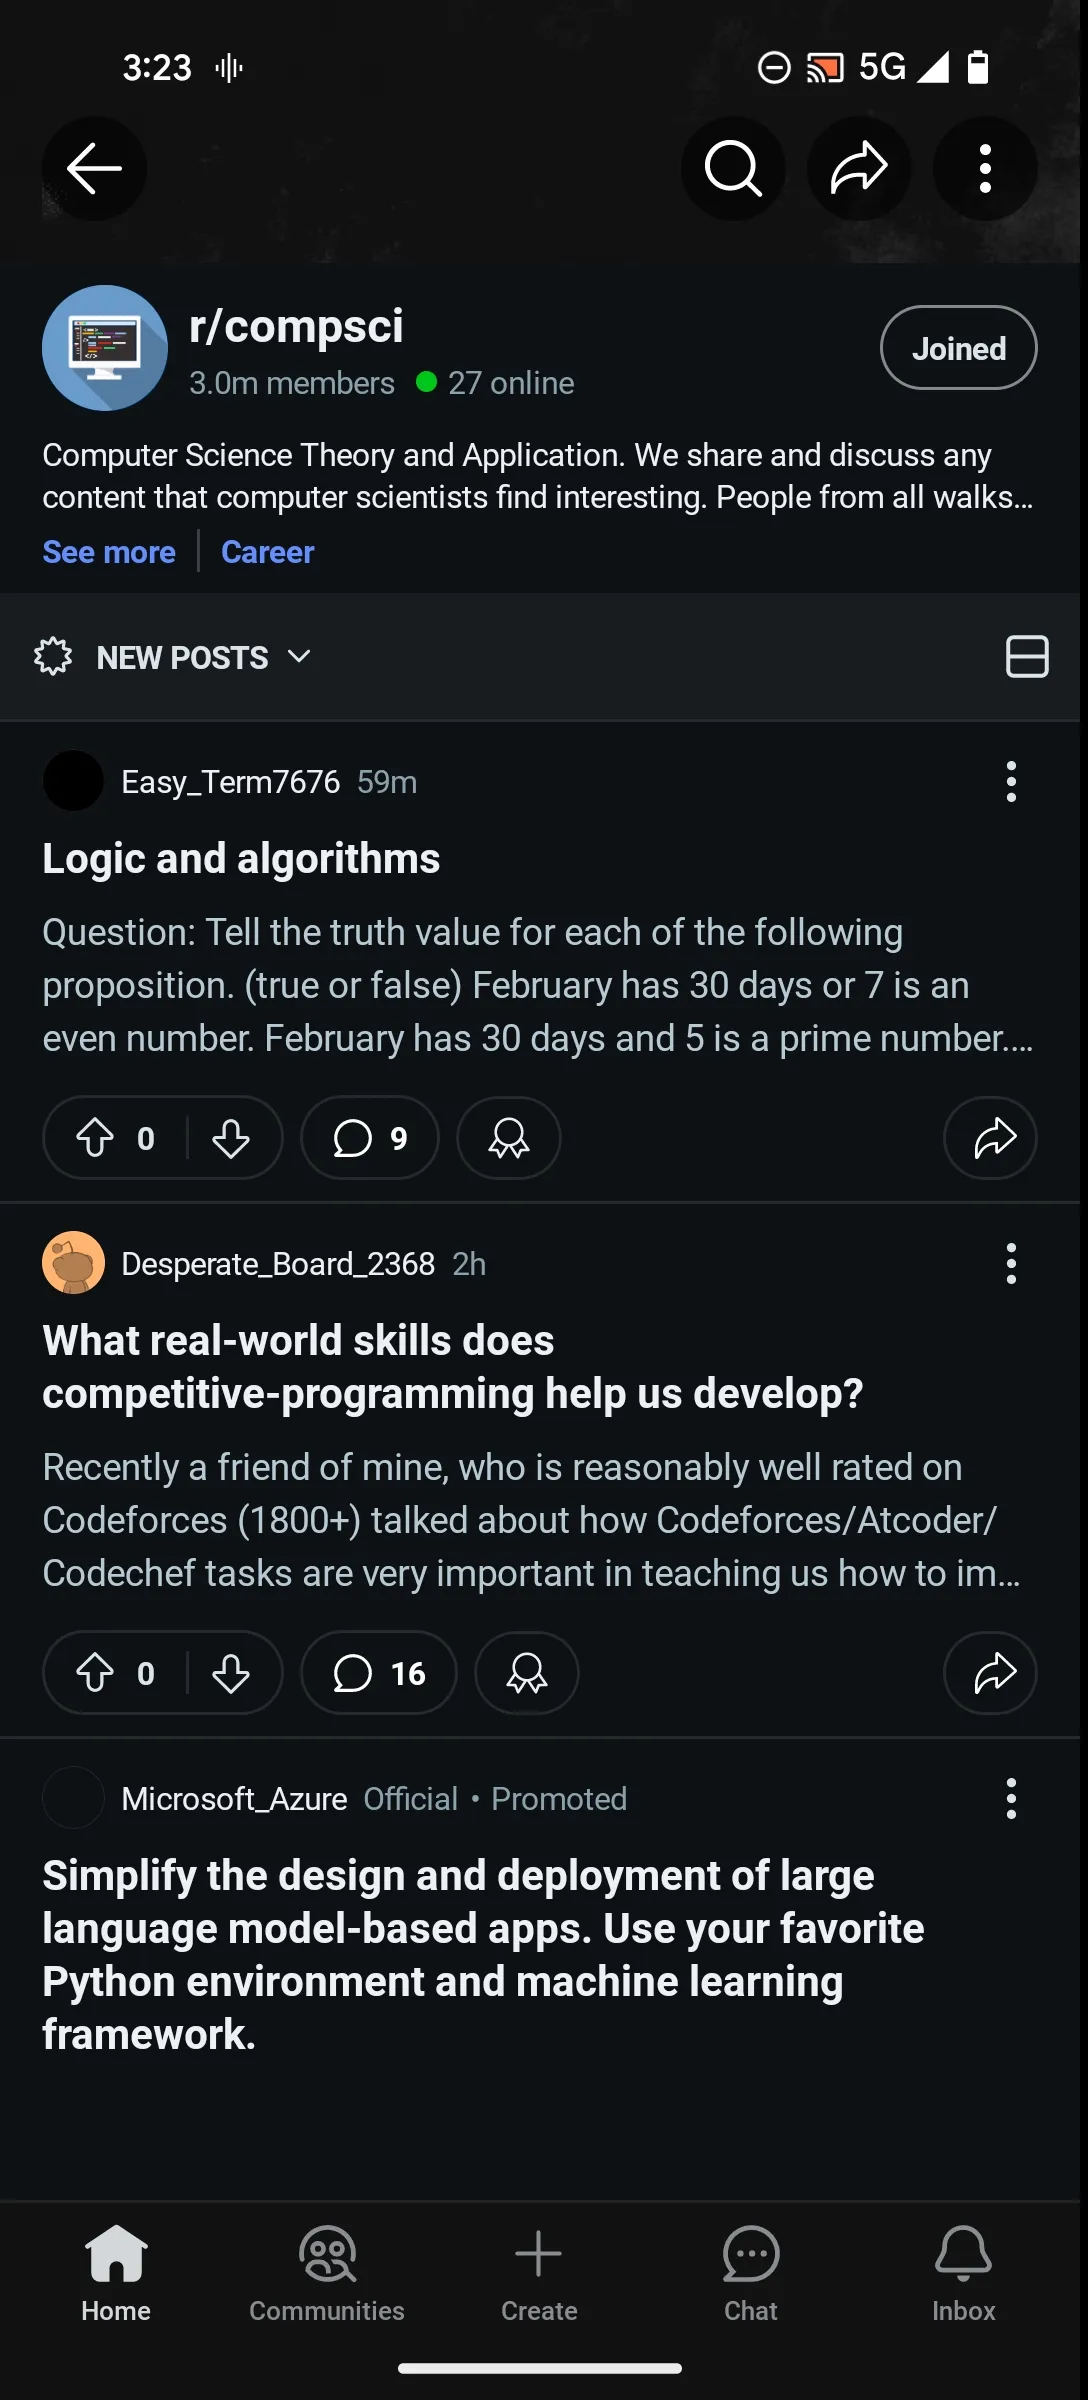 3:23
5G
r/compsci
3.0m members 27 online
Joined
Computer Science Theory and Application. We share and discuss any
content that computer scientists find interesting. People from all walks...
See more
Career
NEW POSTS
Easy_Term7676 59m
Logic and algorithms
Question: Tell the truth value for each of the following
proposition. (true or false) February has 30 days or 7 is an
even number. February has 30 days and 5 is a prime number....
0
9
Desperate_Board_2368 2h
What real-world skills does
competitive-programming help us develop?
Recently a friend of mine, who is reasonably well rated on
Codeforces (1800+) talked about how Codeforces/Atcoder/
Codechef tasks are very important in teaching us how to im...
0
16
Microsoft_Azure Official • Promoted
Simplify the design and deployment of large
language model-based apps. Use your favorite
Python environment and machine learning
framework.
Home
Communities
Create
Chat
Inbox